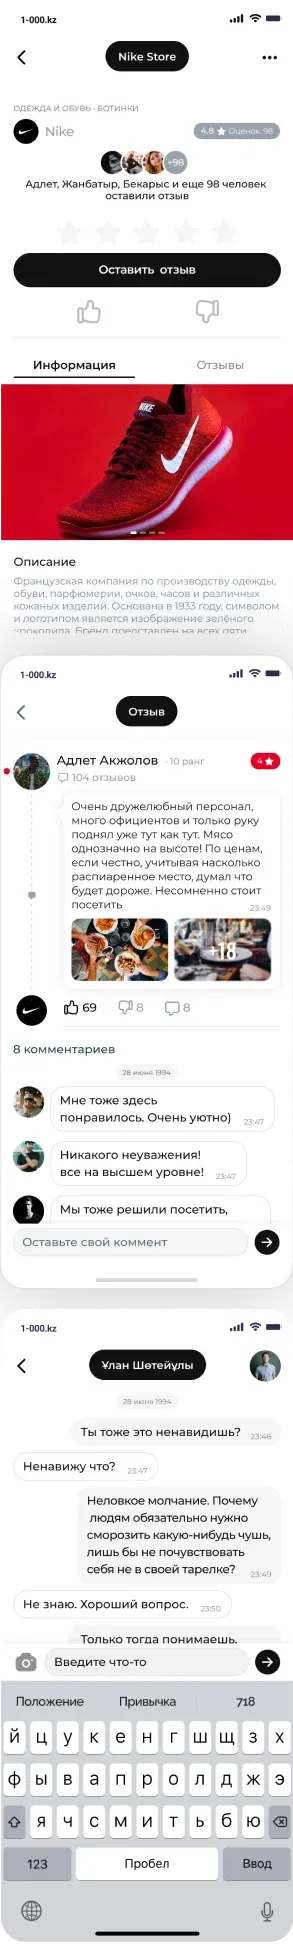 1-000.kz
Nike Store
ОДЕЖДА И ОБУВЬ · БОТИНКИ
Nike
4.8 Оценок 98
+98
Адлет, Жанбатыр, Бекарыс и еще 98 человек
оставили отзыв
Оставить отзыв
Информация
Отзывы
NIKE
Описание
Французская компания по производству одежды,
обуви, парфюмерии, очков, часов и различных
кожаных изделий. Основана в 1933 году, символом
и логотипом является изображение зелёного
крокодила. Бренд представлен на всех пяти
1-000.kz
Отзыв
Адлет Акжолов · 10 ранг
4
104 отзывов
Очень дружелюбный персонал,
много официентов и только руку
поднял уже тут как тут. Мясо
однозначно на высоте! По ценам,
если честно, учитывая насколько
распиаренное место, думал что
будет дороже. Несомненно стоит
посетить
23:49
+18
69
8
8
8 комментариев
28 июня 1994
Мне тоже здесь
понравилось. Очень уютно)
23:47
Никакого неуважения!
все на высшем уровне!
23:47
Мы тоже решили посетить,
Оставьте свой коммент
1-000.kz
Ұлан Шөтейұлы
28 июня 1994
Ты тоже это ненавидишь?
23:46
Ненавижу что?
23:47
Неловкое молчание. Почему
людям обязательно нужно
сморозить какую-нибудь чушь,
лишь бы не почувствовать
себя не в своей тарелке?
23:49
Не знаю. Хороший вопрос.
23:50
Только тогда понимаешь,
Введите что-то
Положение
Привычка
718
й ц у к е н г ш щ з х
ф ы в а п р о л д ж э
я ч с м и т ь б ю
123
Пробел
Ввод